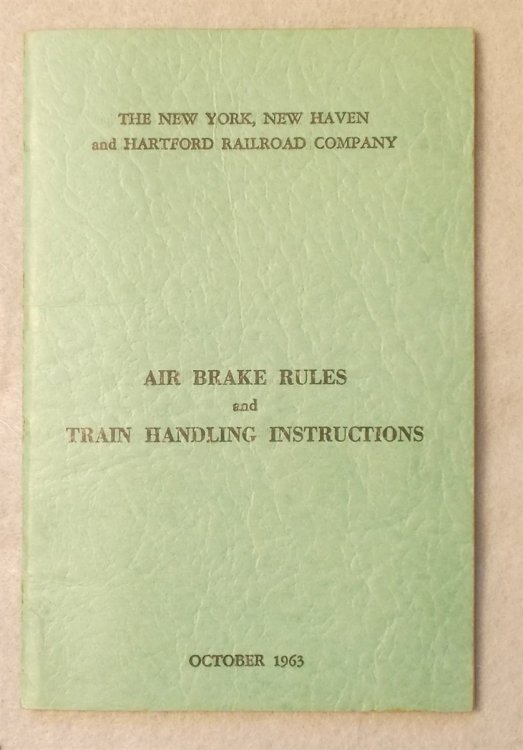 THE NEW YORK, NEW HAVEN
and HARTFORD RAILROAD COMPANY
AIR BRAKE RULES
and
TRAIN HANDLING INSTRUCTIONS
OCTOBER 1963